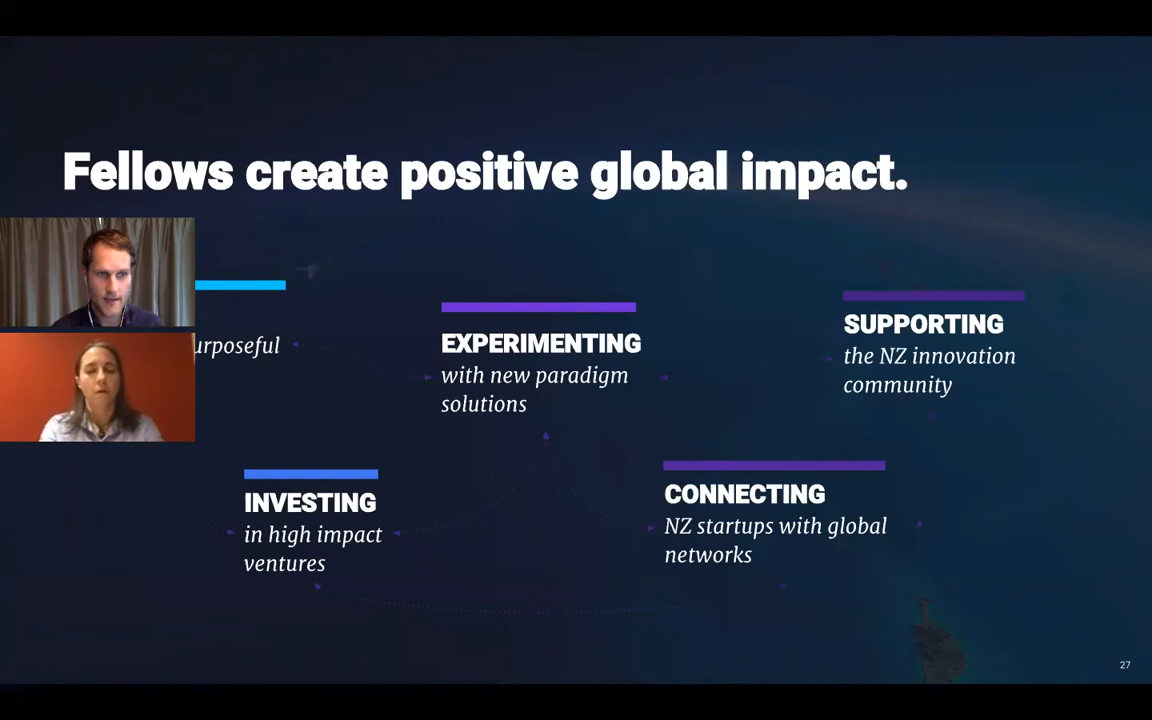 Fellows create positive global impact.
EXPERIMENTING
with new paradigm
solutions
SUPPORTING
the NZ innovation
community
INVESTING
in high impact
ventures
CONNECTING
NZ startups with global
networks
27